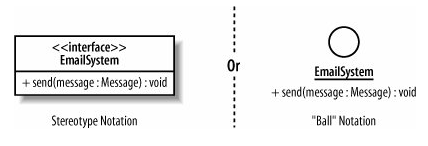 <<interface>>
EmailSystem
+ send(message : Message) : void
Stereotype Notation
Or
EmailSystem
+ send(message : Message) : void
"Ball" Notation